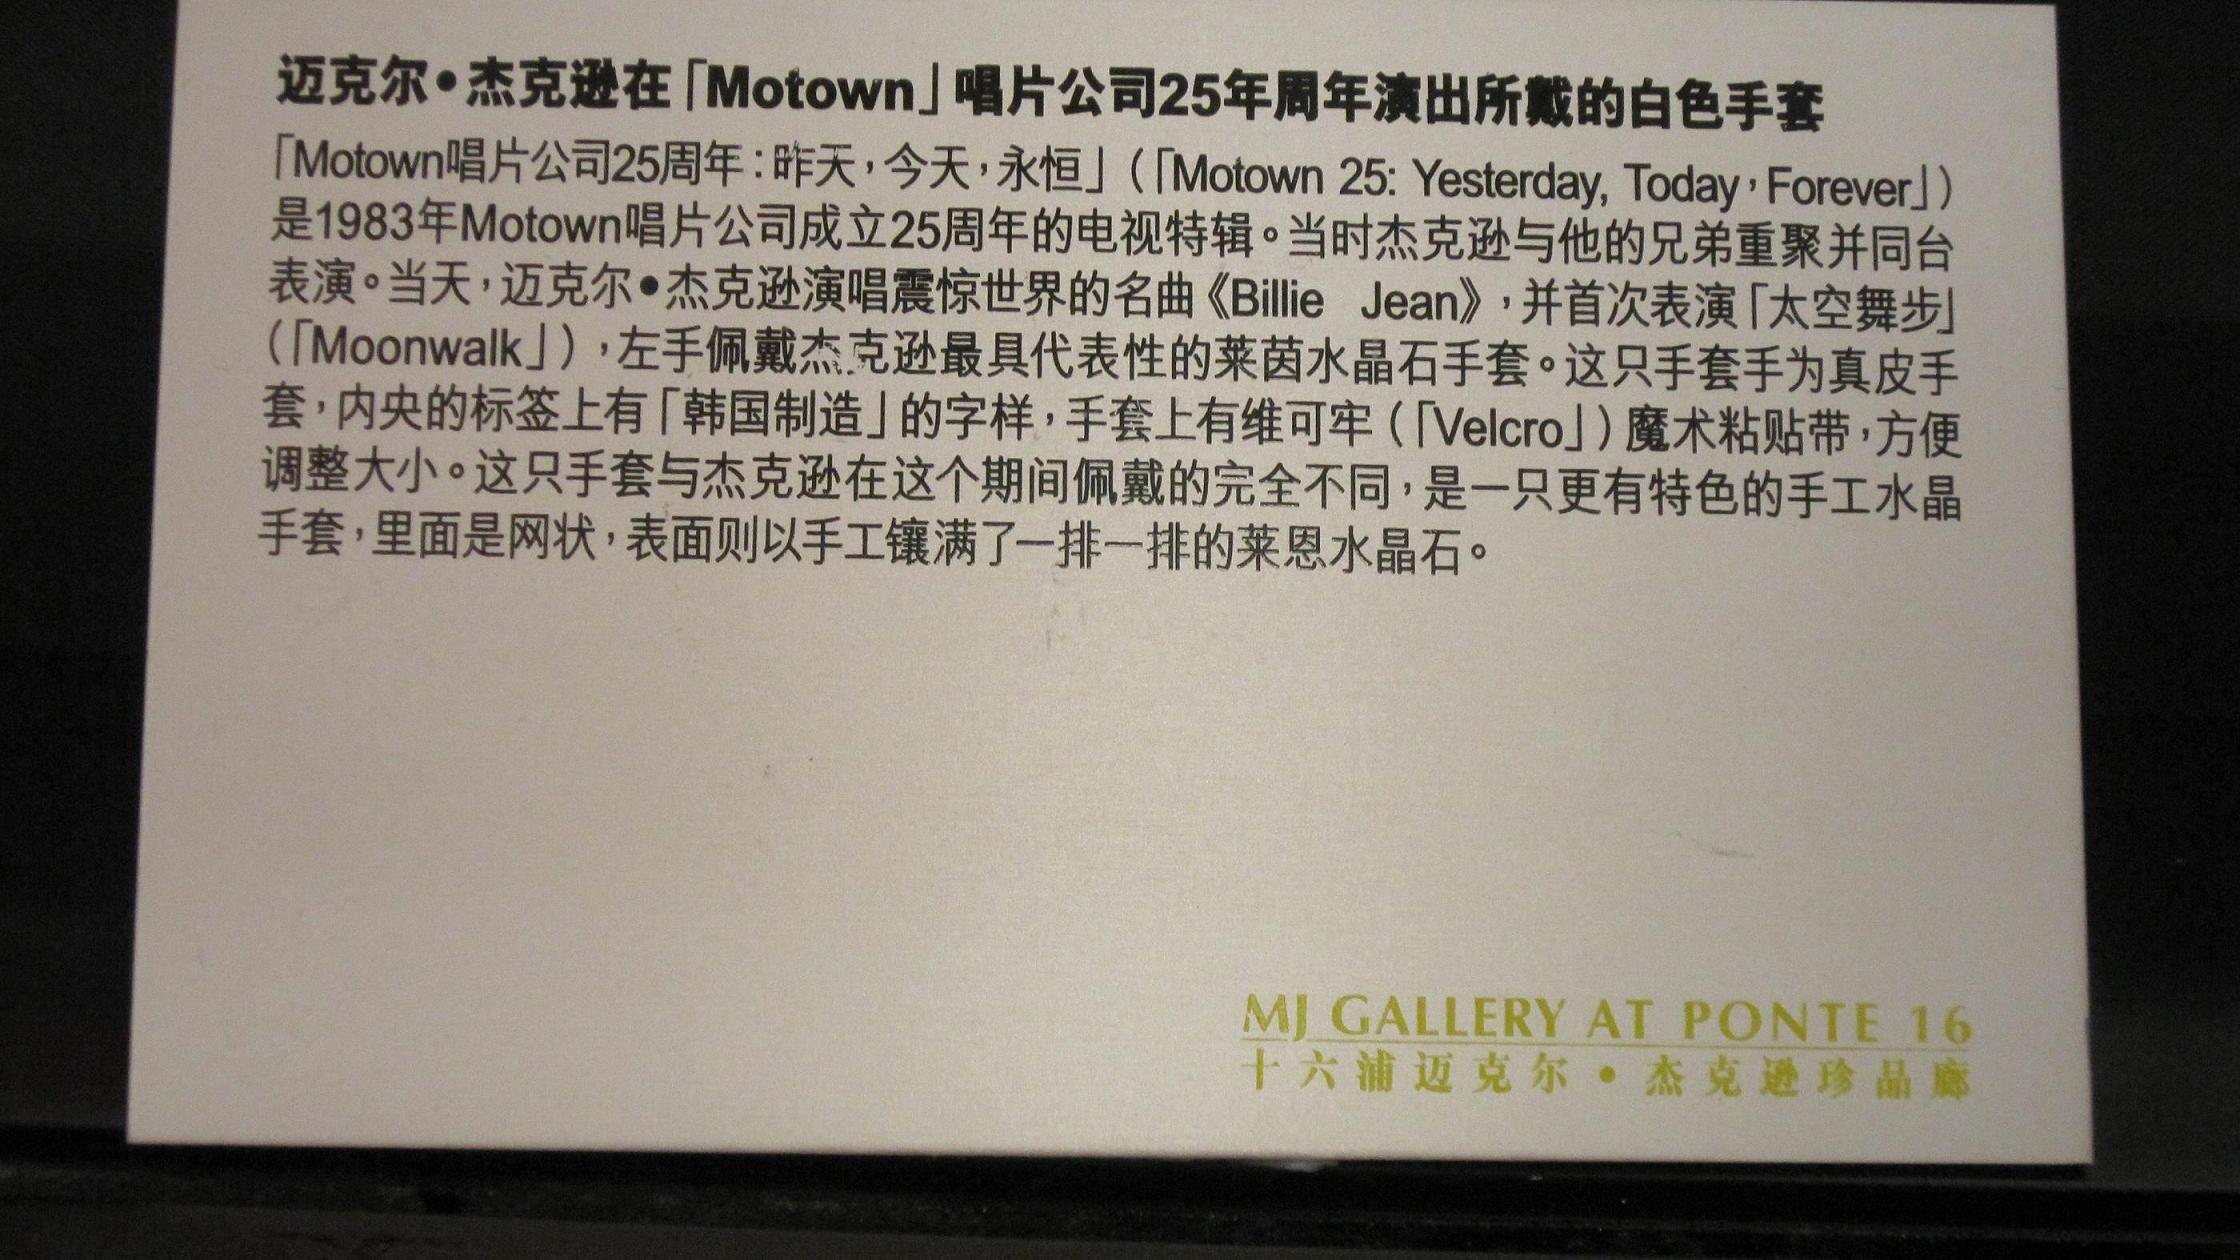 迈克尔•杰克逊在「Motown」唱片公司25年周年演出所戴的白色手套
「Motown唱片公司25周年：昨天，今天，永恒」（「Motown 25: Yesterday, Today，Forever」）
是1983年Motown唱片公司成立25周年的电视特辑。当时杰克逊与他的兄弟重聚并同台
表演。当天，迈克尔•杰克逊演唱震惊世界的名曲《Billie Jean》，并首次表演「太空舞步」
（「Moonwalk」），左手佩戴杰克逊最具代表性的莱茵水晶石手套。这只手套手为真皮手
套，内央的标签上有「韩国制造」的字样，手套上有维可牢（「Velcro」）魔术粘贴带，方便
调整大小。这只手套与杰克逊在这个期间佩戴的完全不同，是一只更有特色的手工水晶
手套，里面是网状，表面则以手工镶满了一排一排的莱恩水晶石。
MJ GALLERY AT PONTE 16
十六浦迈克尔•杰克逊珍品廊